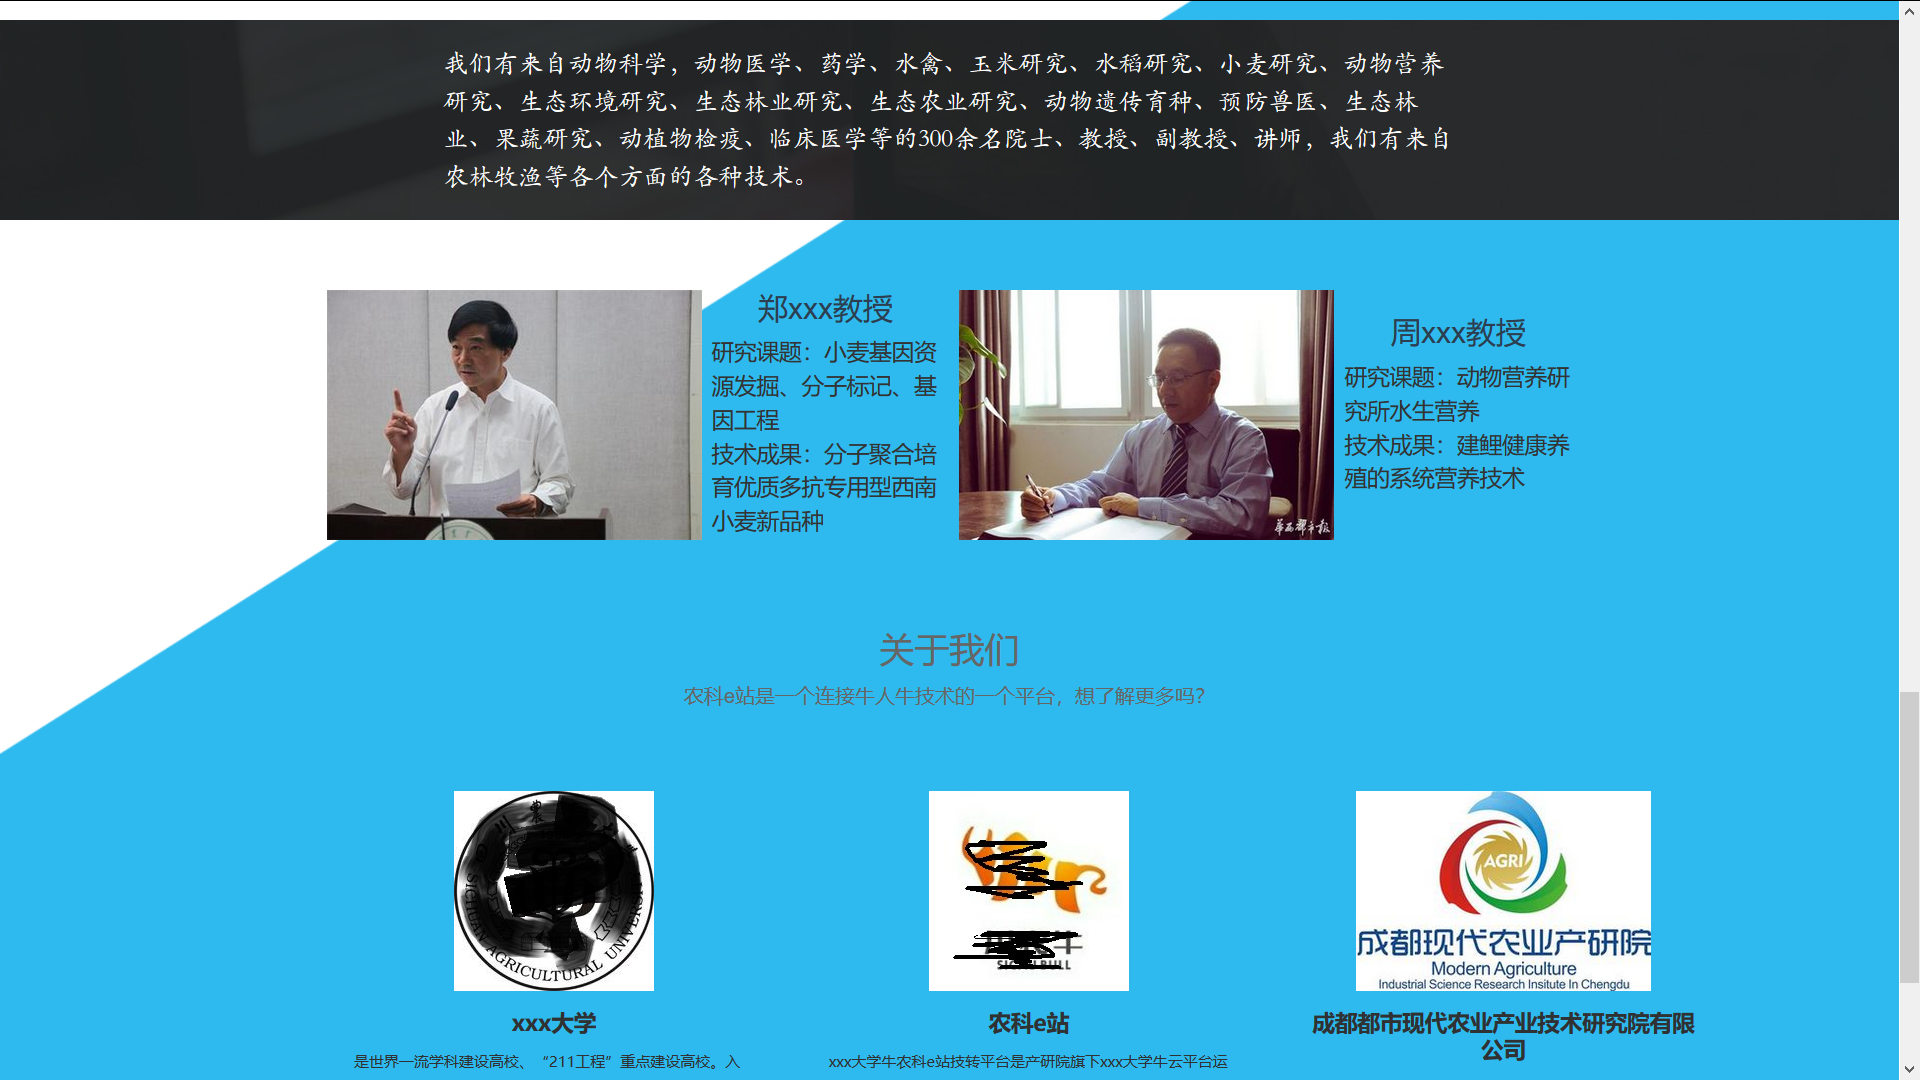 我们有来自动物科学，动物医学、药学、水禽、玉米研究、水稻研究、小麦研究、动物营养
研究、生态环境研究、生态林业研究、生态农业研究、动物遗传育种、预防兽医、生态林
业、果蔬研究、动植物检疫、临床医学等的300余名院士、教授、副教授、讲师，我们有来自
农林牧渔等各个方面的各种技术。
郑xxx教授
研究课题：小麦基因资
源发掘、分子标记、基
因工程
技术成果：分子聚合培
育优质多抗专用型西南
小麦新品种
华西都市报
周xxx教授
研究课题：动物营养研
究所水生营养
技术成果：建鲤健康养
殖的系统营养技术
关于我们
农科e站是一个连接牛人牛技术的一个平台，想了解更多吗？
SICHUAN AGRICULTURAL UNIVERSITY
AGRI
成都现代农业产研院
Modern Agriculture
Industrial Science Research Insitute In Chengdu
xxx大学
是世界一流学科建设高校、“211工程”重点建设高校。入
农科e站
xxx大学牛农科e站技转平台是产研院旗下xxx大学牛云平台运
成都都市现代农业产业技术研究院有限
公司